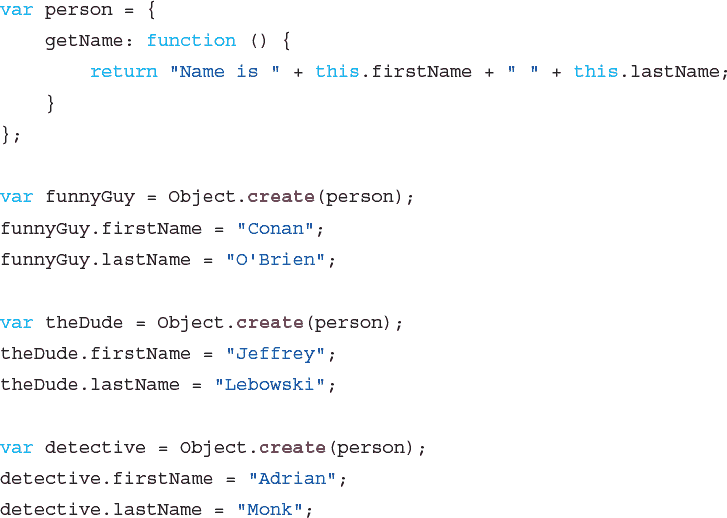 var person = {
    getName: function () {
        return "Name is " + this.firstName + " " + this.lastName;
    }
};

var funnyGuy = Object.create(person);
funnyGuy.firstName = "Conan";
funnyGuy.lastName = "O'Brien";

var theDude = Object.create(person);
theDude.firstName = "Jeffrey";
theDude.lastName = "Lebowski";

var detective = Object.create(person);
detective.firstName = "Adrian";
detective.lastName = "Monk";